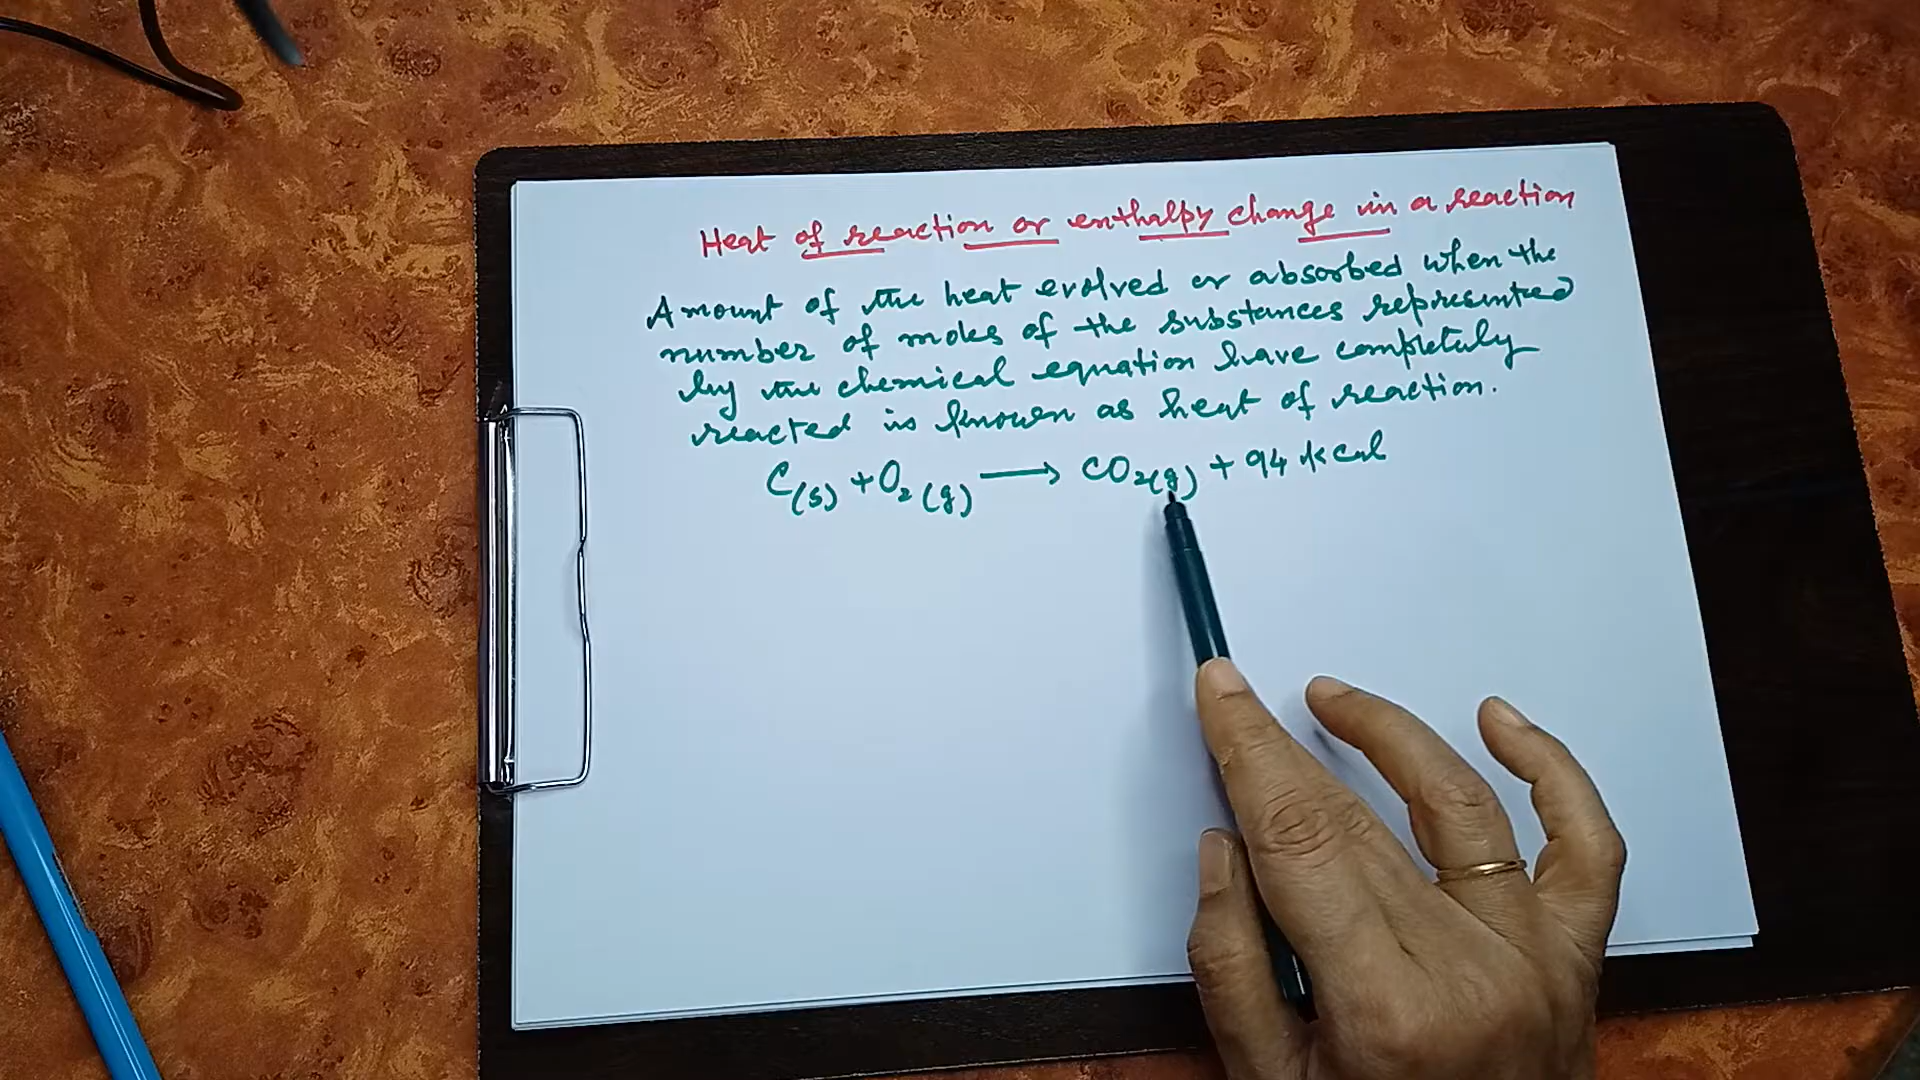 Heat of reaction or enthalpy change in a reaction
Amount of the heat evolved or absorbed when the
number of moles of the substances represented
by the chemical equation have completely
reacted is known as heat of reaction.
C(s) + O₂(g) ⟶ CO₂(g) + 94 kcal